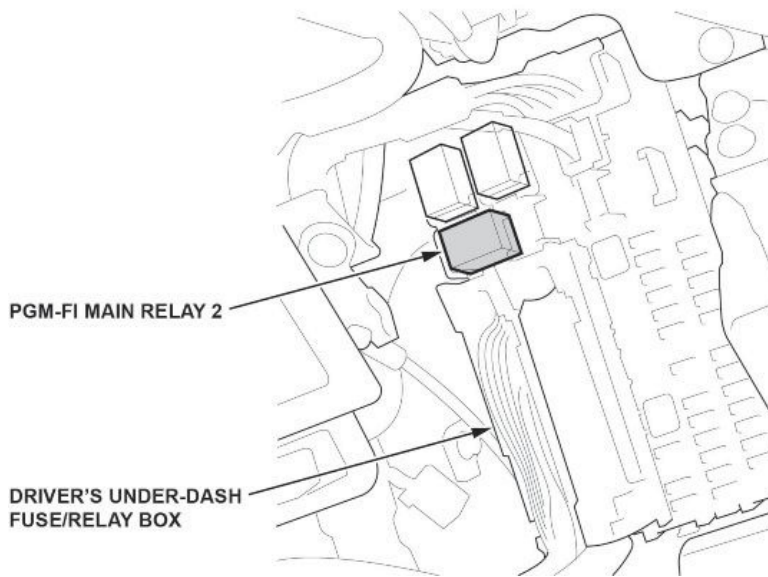 PGM-FI MAIN RELAY 2
DRIVER'S UNDER-DASH
FUSE/RELAY BOX